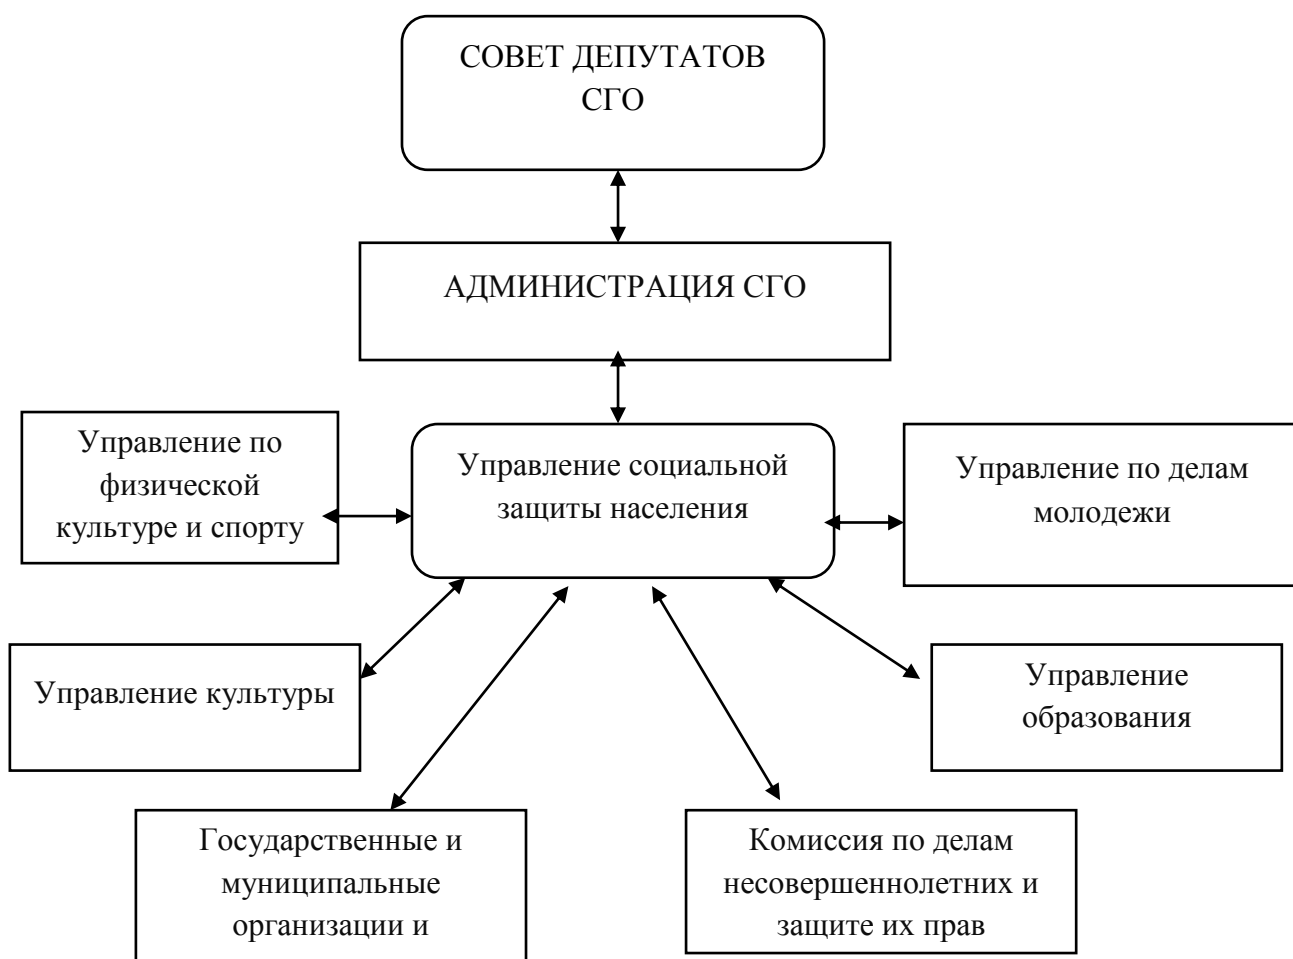 СОВЕТ ДЕПУТАТОВ
СГО
АДМИНИСТРАЦИЯ СГО
Управление по
физической
культуре и спорту
Управление социальной
защиты населения
Управление по делам
молодежи
Управление культуры
Управление
образования
Государственные и
муниципальные
организации и
Комиссия по делам
несовершеннолетних и
защите их прав